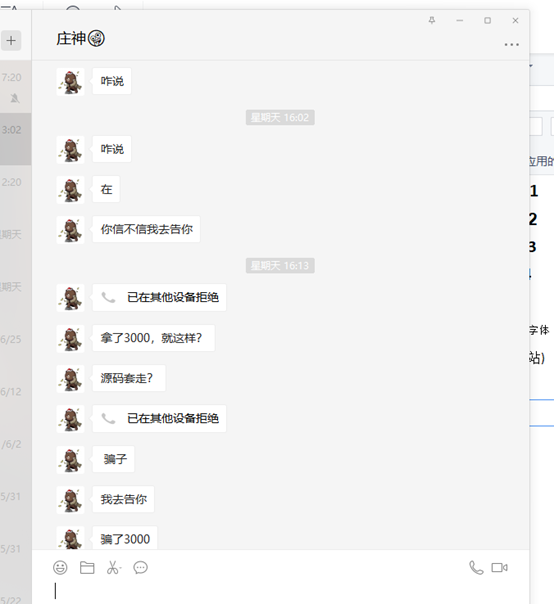 庄神
7:20
咋说
星期天 16:02
3:02
咋说
2:20
在
你信不信我去告你
期天
星期天 16:13
期天
已在其他设备拒绝
拿了3000，就这样？
6/25
源码套走？
6/12
已在其他设备拒绝
/6/2
骗子
5/31
我去告你
5/31
骗了3000
5/22
应用的
1
2
3
字体
站)